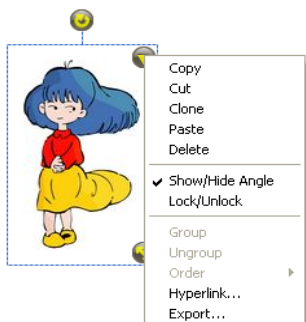 Copy
Cut
Clone
Paste
Delete
Show/Hide Angle
Lock/Unlock
Group
Ungroup
Order
Hyperlink...
Export...